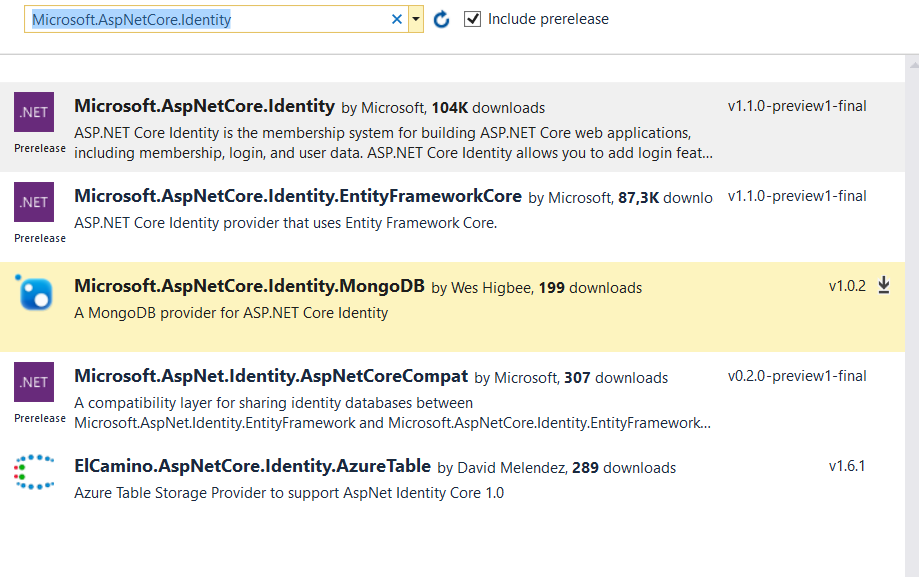 Microsoft.AspNetCore.Identity
Include prerelease
.NET
Prerelease
Microsoft.AspNetCore.Identity by Microsoft, 104K downloads
v1.1.0-preview1-final
ASP.NET Core Identity is the membership system for building ASP.NET Core web applications,
including membership, login, and user data. ASP.NET Core Identity allows you to add login feat...
.NET
Prerelease
Microsoft.AspNetCore.Identity.EntityFrameworkCore by Microsoft, 87,3K downlo
v1.1.0-preview1-final
ASP.NET Core Identity provider that uses Entity Framework Core.
Microsoft.AspNetCore.Identity.MongoDB by Wes Higbee, 199 downloads
v1.0.2
A MongoDB provider for ASP.NET Core Identity
.NET
Prerelease
Microsoft.AspNet.Identity.AspNetCoreCompat by Microsoft, 307 downloads
v0.2.0-preview1-final
A compatibility layer for sharing identity databases between
Microsoft.AspNet.Identity.EntityFramework and Microsoft.AspNetCore.Identity.EntityFramework...
ElCamino.AspNetCore.Identity.AzureTable by David Melendez, 289 downloads
v1.6.1
Azure Table Storage Provider to support AspNet Identity Core 1.0